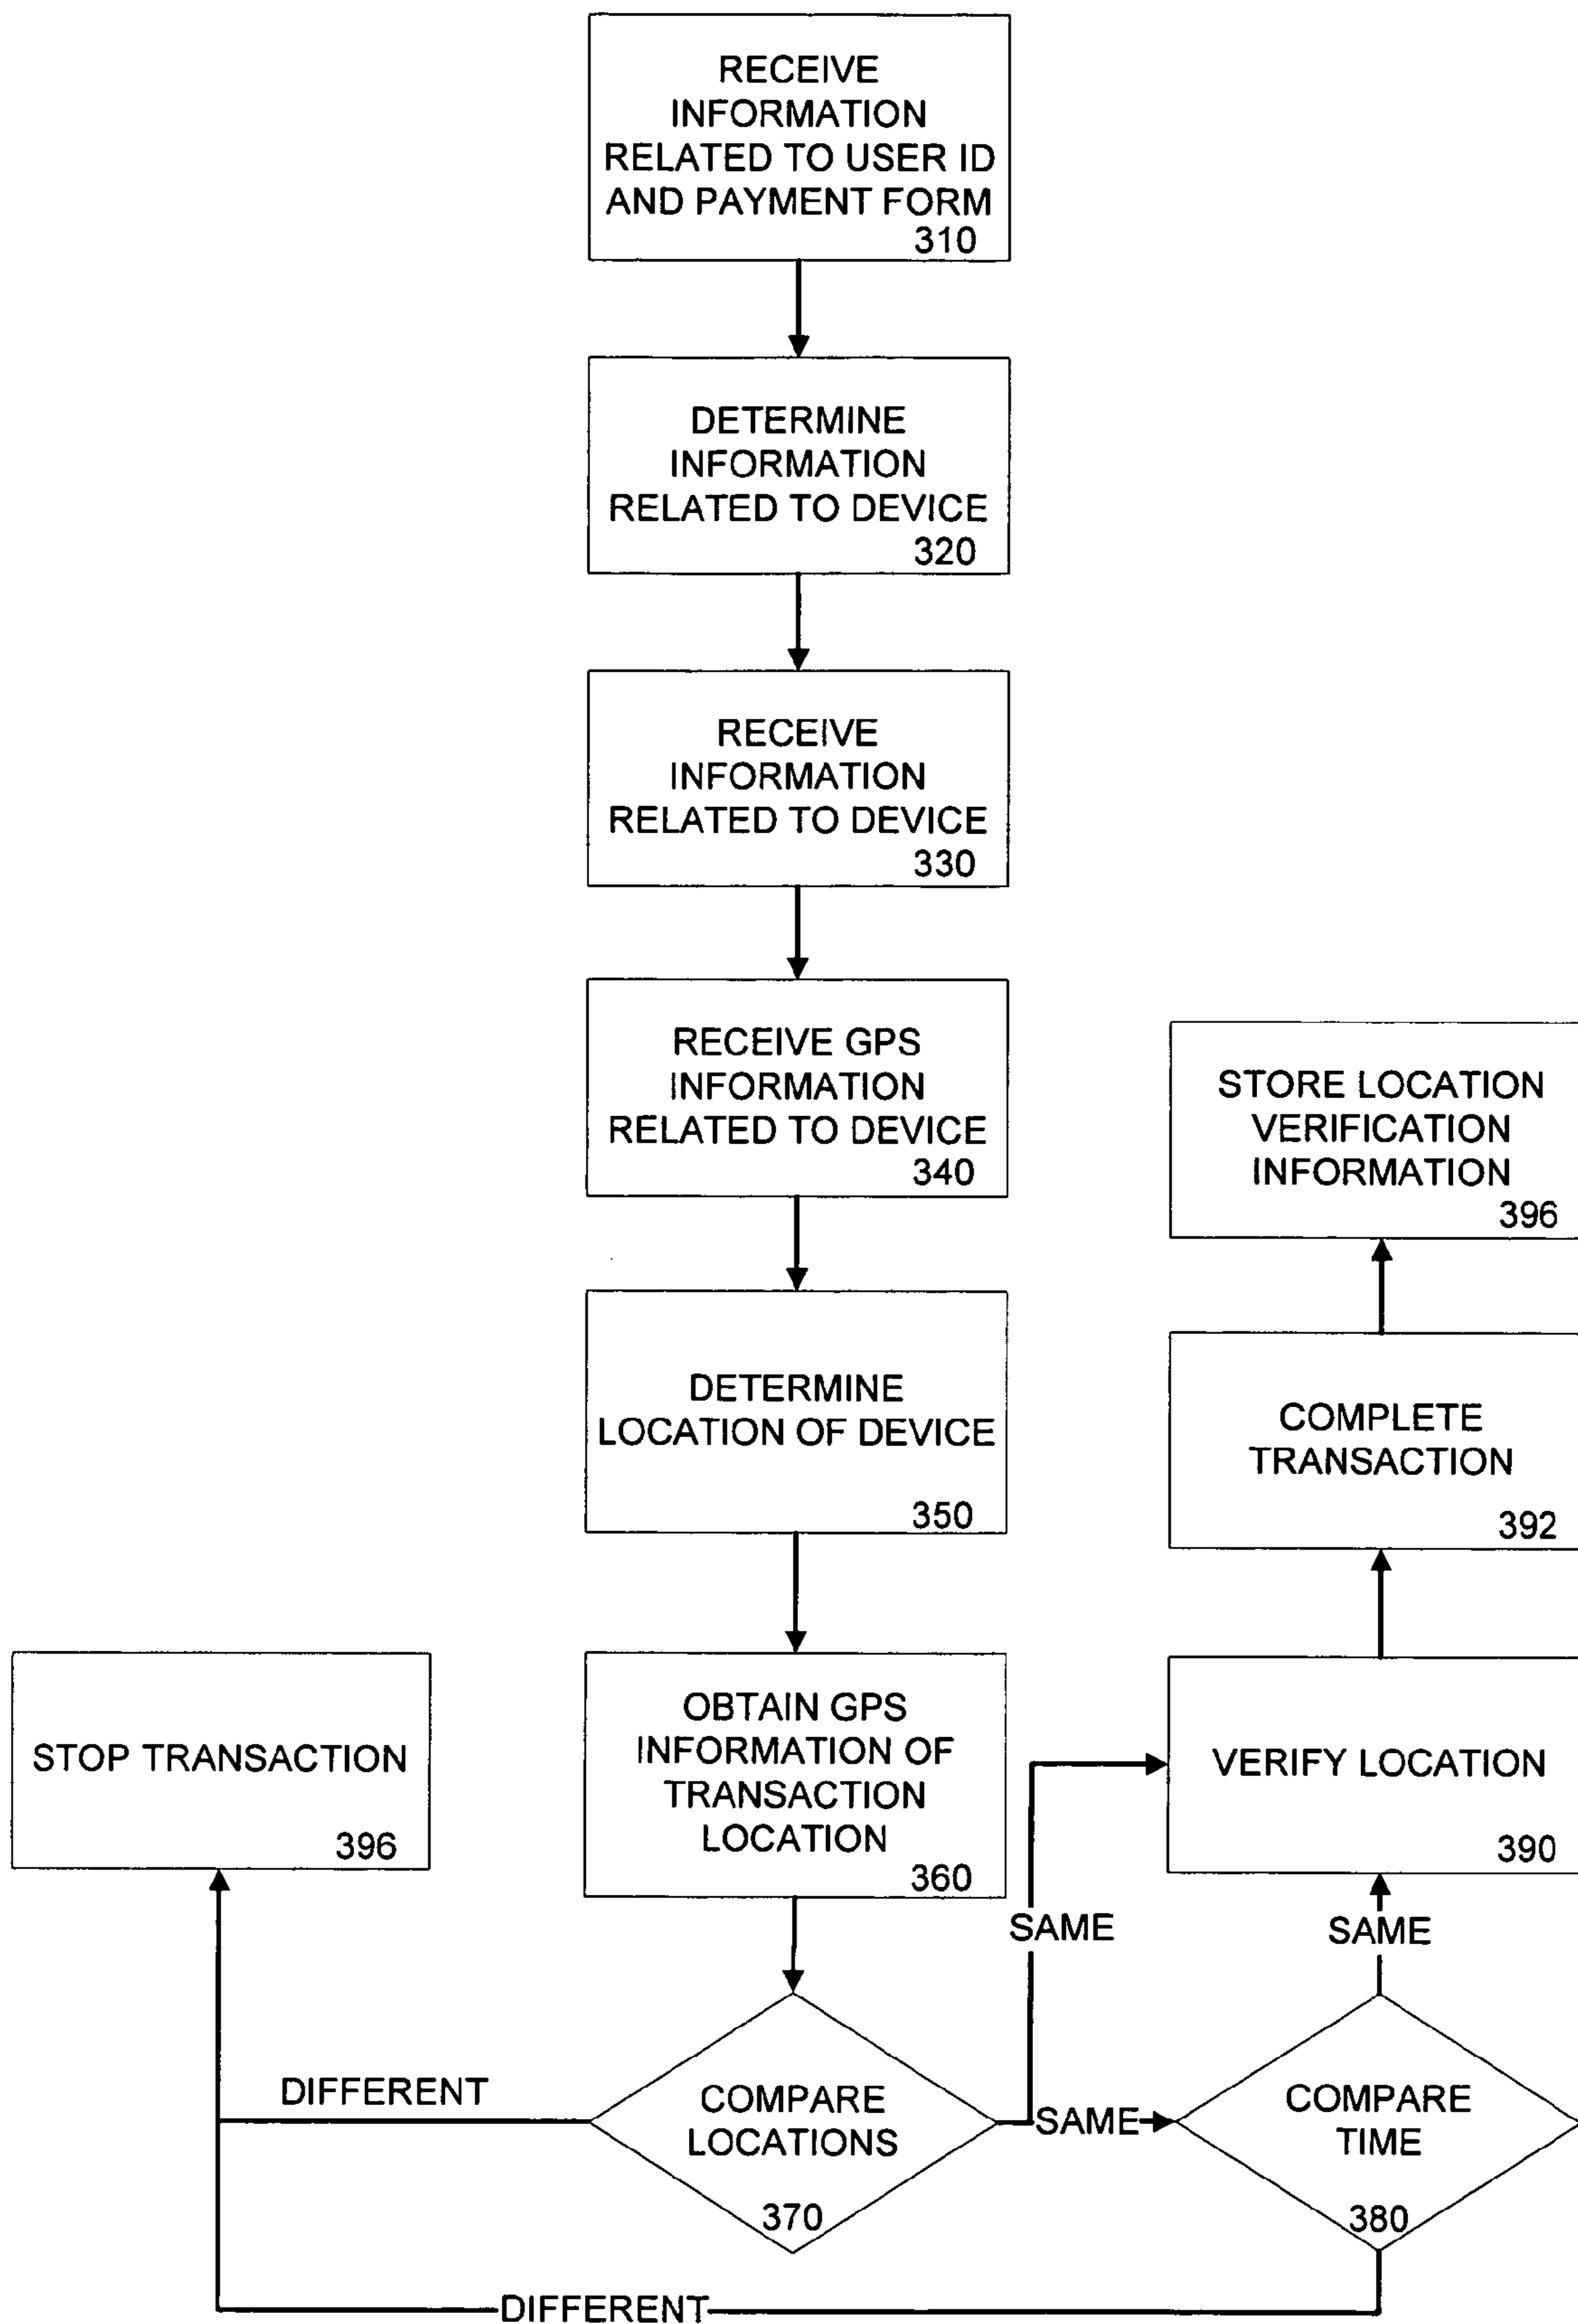 RECEIVE
INFORMATION
RELATED TO USER ID
AND PAYMENT FORM
310
DETERMINE
INFORMATION
RELATED TO DEVICE
320
RECEIVE
INFORMATION
RELATED TO DEVICE
330
RECEIVE GPS
INFORMATION
RELATED TO DEVICE
340
STORE LOCATION
VERIFICATION
INFORMATION
396
DETERMINE
LOCATION OF DEVICE
350
COMPLETE
TRANSACTION
392
STOP TRANSACTION
396
OBTAIN GPS
INFORMATION OF
TRANSACTION
LOCATION
360
VERIFY LOCATION
390
SAME
SAME
DIFFERENT
COMPARE
LOCATIONS
370
SAME
COMPARE
TIME
380
DIFFERENT